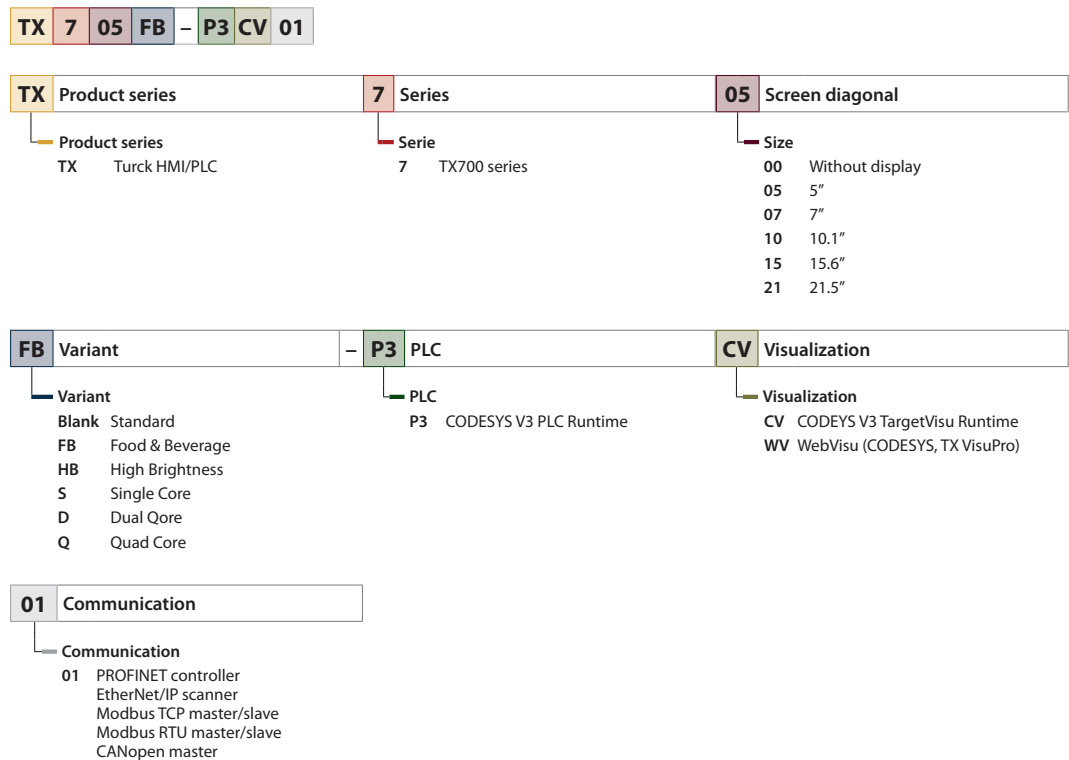 TX 7 05 FB – P3 CV 01
TX Product series
Product series
TX Turck HMI/PLC
7 Series
Serie
7 TX700 series
05 Screen diagonal
Size
00 Without display
05 5”
07 7”
10 10.1”
15 15.6”
21 21.5”
FB Variant
Variant
Blank Standard
FB Food & Beverage
HB High Brightness
S Single Core
D Dual Qore
Q Quad Core
– P3 PLC
PLC
P3 CODESYS V3 PLC Runtime
CV Visualization
Visualization
CV CODEYS V3 TargetVisu Runtime
WV WebVisu (CODESYS, TX VisuPro)
01 Communication
Communication
01 PROFINET controller
EtherNet/IP scanner
Modbus TCP master/slave
Modbus RTU master/slave
CANopen master